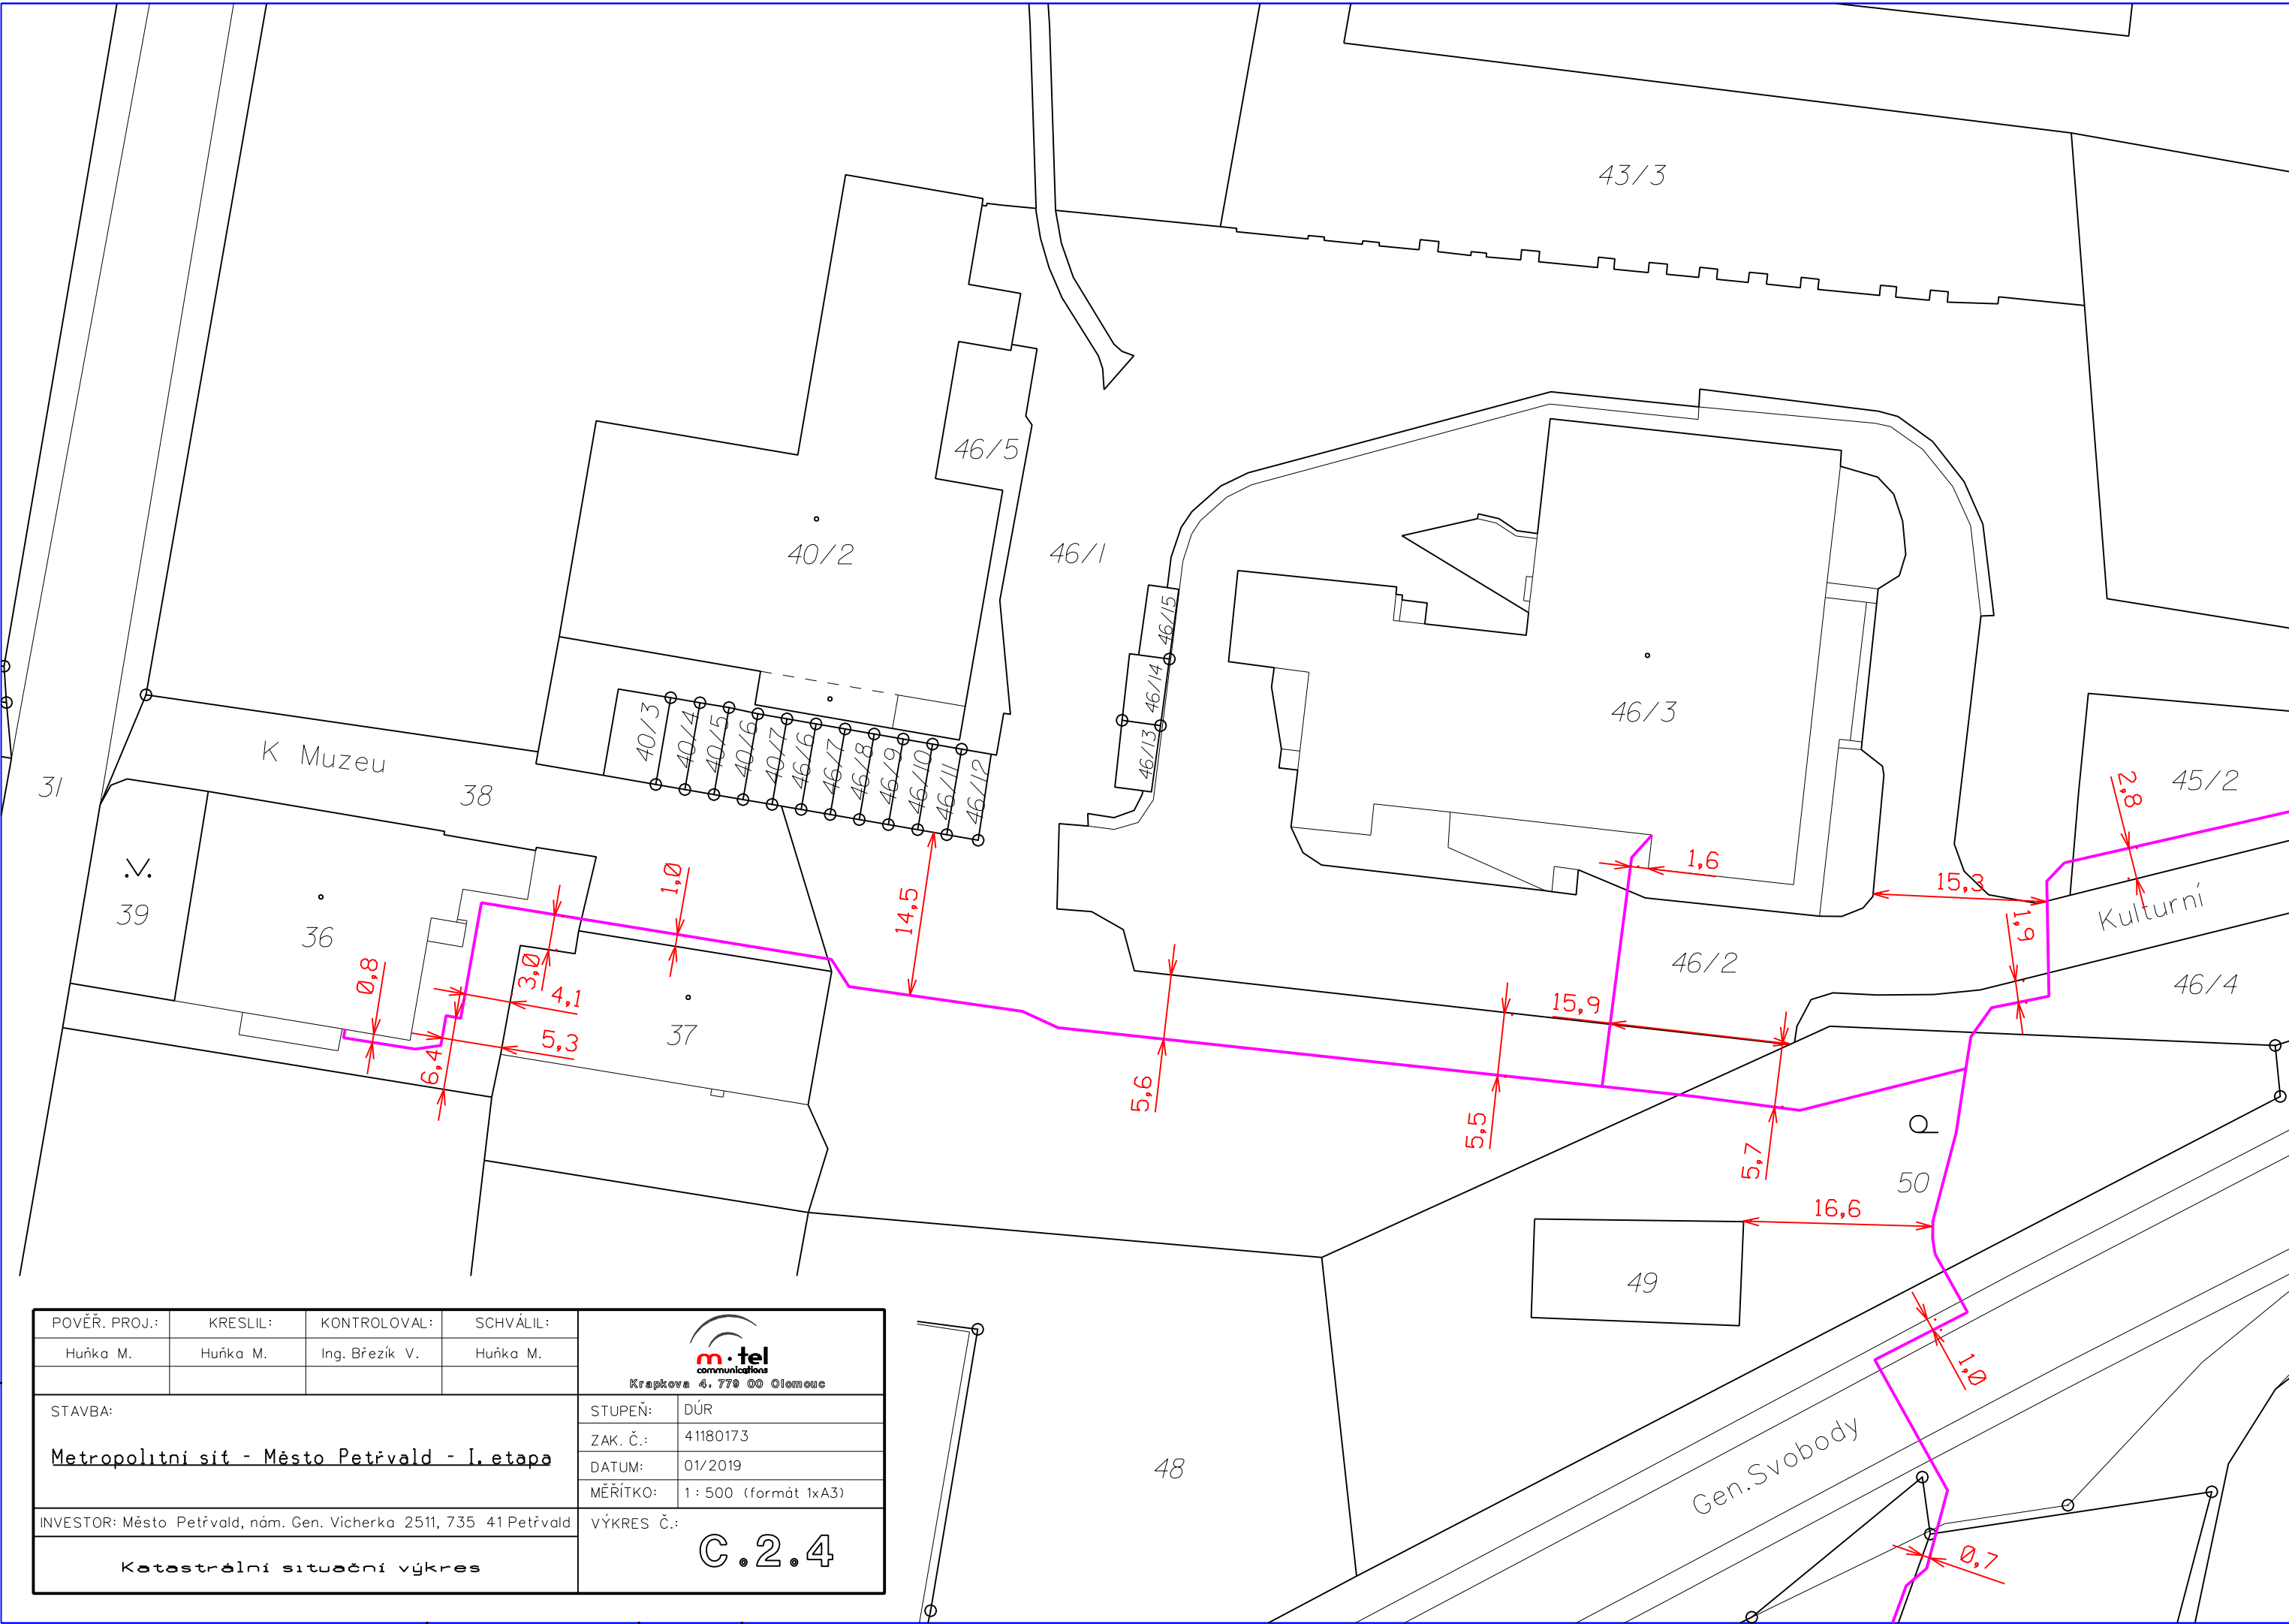 43/3
46/5
40/2
46/1
46/15
46/14
46/13
46/3
40/3
40/4
40/5
40/6
40/7
46/6
46/7
46/8
46/9
46/10
46/11
46/12
K Muzeu
38
31
45/2
2,8
39
36
1,0
14,5
1,6
15,3
Kulturní
1,9
0,8
3,0
4,1
5,3
6,4
37
46/2
46/4
15,9
5,6
5,5
5,7
50
16,6
49
1,0
48
Gen.Svobody
0,7
POVĚŘ. PROJ.: KRESLIL: KONTROLOVAL: SCHVÁLIL:
Huňka M. Huňka M. Ing. Březík V. Huňka M.
m·tel
communications
Krapkova 4, 779 00 Olomouc
STAVBA:
Metropolitní síť - Město Petřvald - I. etapa
STUPEŇ: DÚR
ZAK. Č.: 41180173
DATUM: 01/2019
MĚŘÍTKO: 1 : 500 (formát 1xA3)
INVESTOR: Město Petřvald, nám. Gen. Vicherka 2511, 735 41 Petřvald
VÝKRES Č.:
C.2.4
Katastrální situační výkres